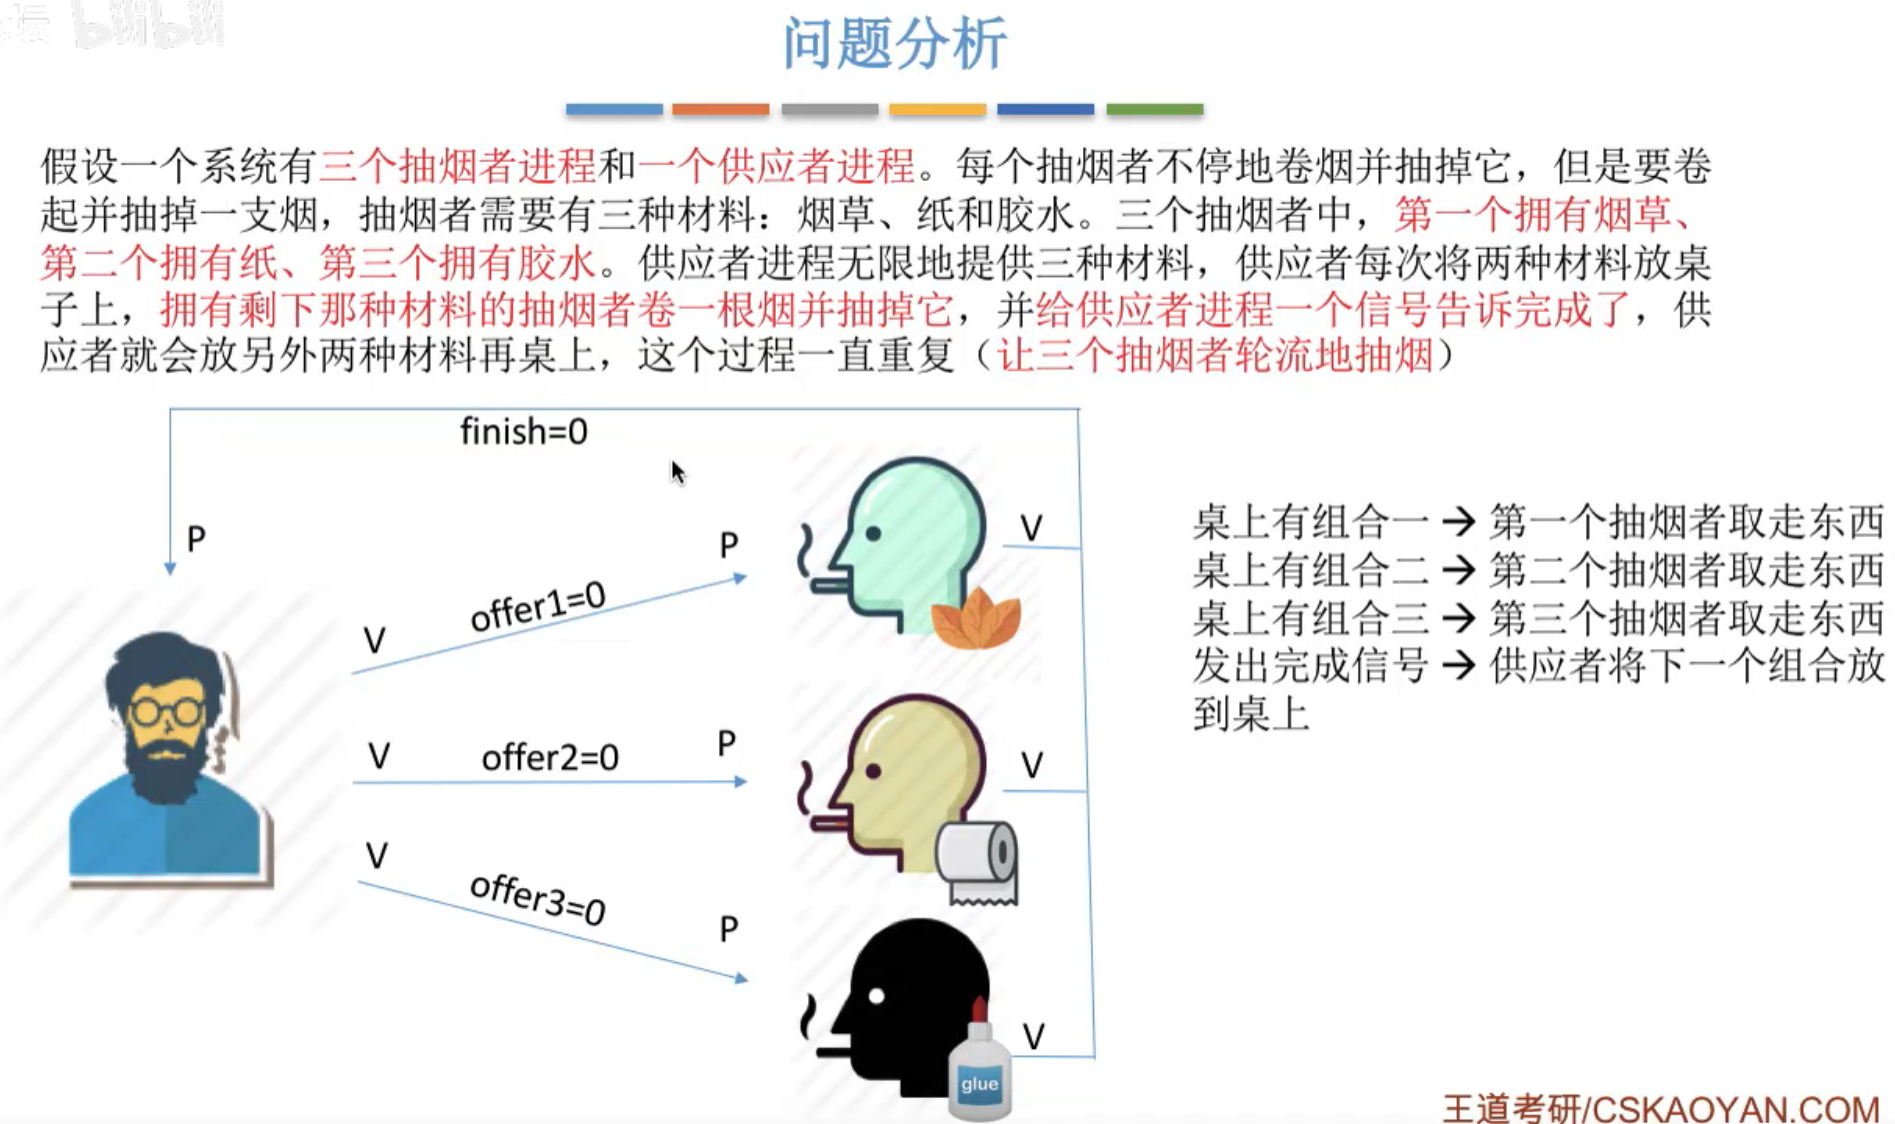 坛 bilibili
问题分析
假设一个系统有三个抽烟者进程和一个供应者进程。每个抽烟者不停地卷烟并抽掉它，但是要卷
起并抽掉一支烟，抽烟者需要有三种材料：烟草、纸和胶水。三个抽烟者中，第一个拥有烟草、
第二个拥有纸、第三个拥有胶水。供应者进程无限地提供三种材料，供应者每次将两种材料放桌
子上，拥有剩下那种材料的抽烟者卷一根烟并抽掉它，并给供应者进程一个信号告诉完成了，供
应者就会放另外两种材料再桌上，这个过程一直重复（让三个抽烟者轮流地抽烟）
finish=0
P
V
offer1=0
P
V
V
offer2=0
P
V
V
offer3=0
P
V
glue
桌上有组合一 → 第一个抽烟者取走东西
桌上有组合二 → 第二个抽烟者取走东西
桌上有组合三 → 第三个抽烟者取走东西
发出完成信号 → 供应者将下一个组合放
到桌上
王道考研/CSKAOYAN.COM